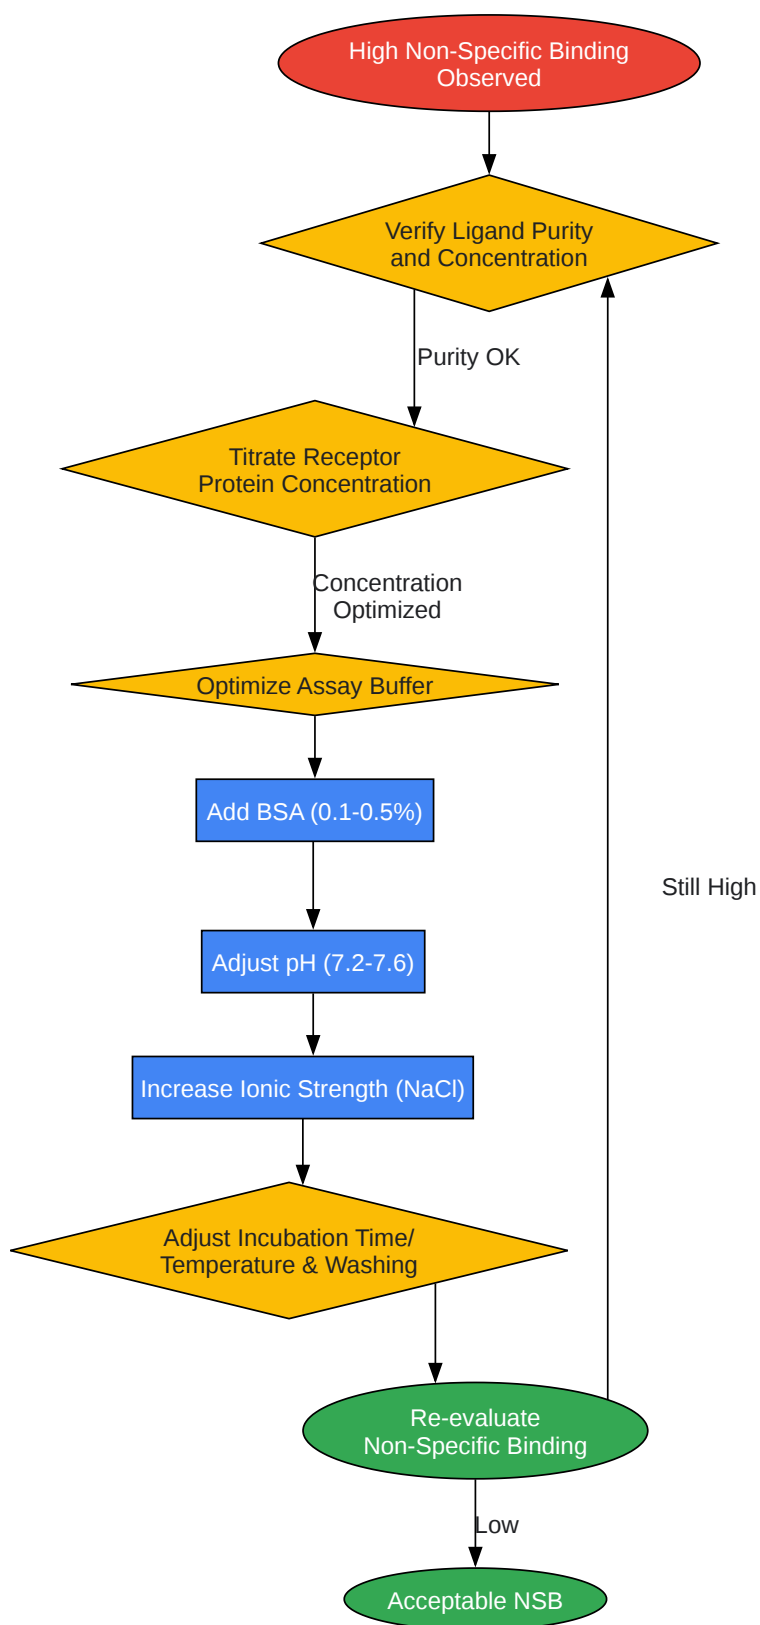 High Non-Specific Binding
Observed
Verify Ligand Purity
and Concentration
Purity OK
Titrate Receptor
Protein Concentration
Concentration
Optimized
Optimize Assay Buffer
Add BSA (0.1-0.5%)
Still High
Adjust pH (7.2-7.6)
Increase Ionic Strength (NaCl)
Adjust Incubation Time/
Temperature & Washing
Re-evaluate
Non-Specific Binding
Low
Acceptable NSB